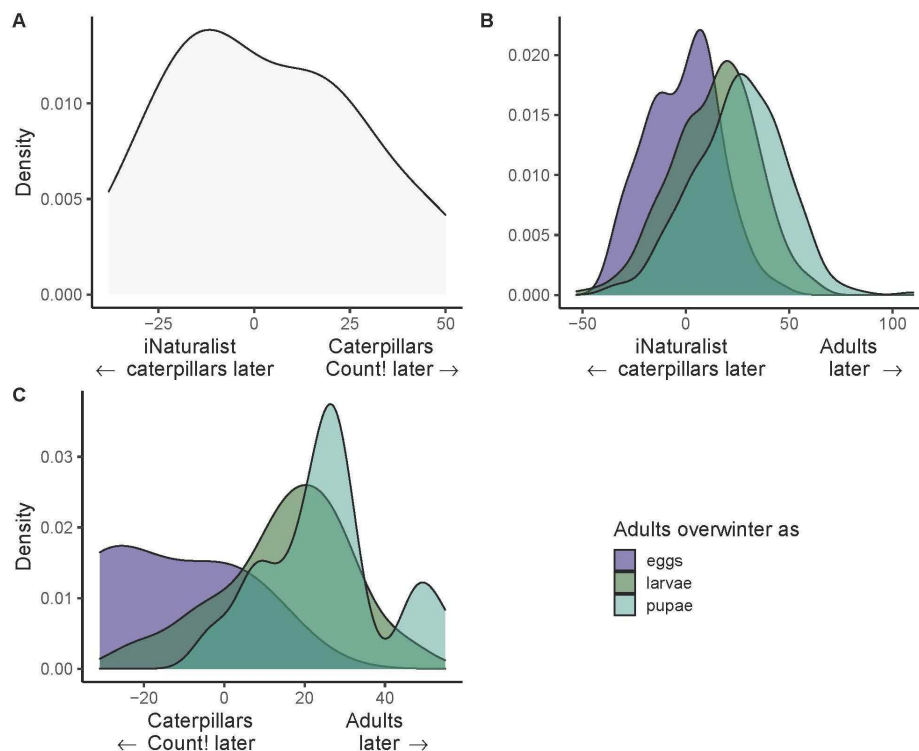 A
Density
0.010
0.005
0.000
−25
0
25
50
iNaturalist
← caterpillars later
Caterpillars
Count! later →
B
0.020
0.015
0.010
0.005
0.000
−50
0
50
100
iNaturalist
← caterpillars later
Adults
later →
C
Density
0.03
0.02
0.01
0.00
−20
0
20
40
Caterpillars
← Count! later
Adults
later →
Adults overwinter as
eggs
larvae
pupae